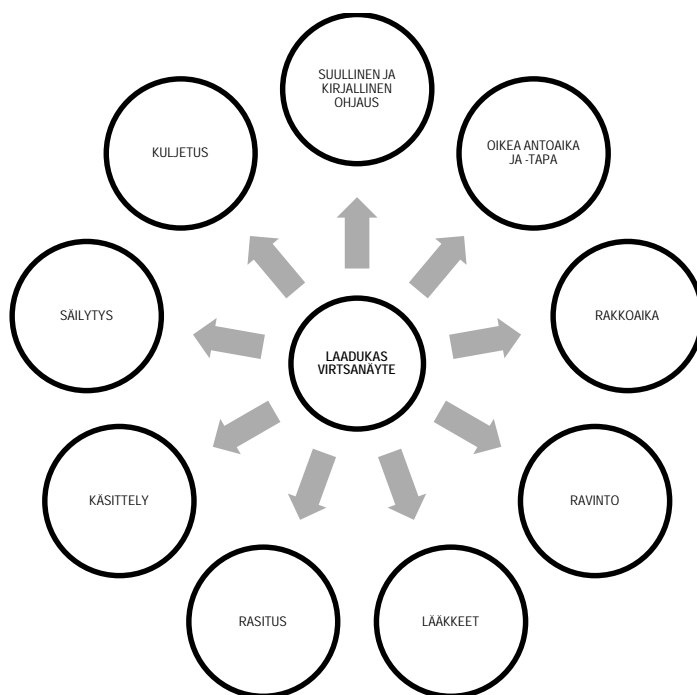 SUULLINEN JA
KIRJALLINEN
OHJAUS
OIKEA ANTOAIKA
JA -TAPA
RAKKOAIKA
RAVINTO
LÄÄKKEET
RASITUS
KÄSITTELY
SÄILYTYS
KULJETUS
LAADUKAS
VIRTSANÄYTE